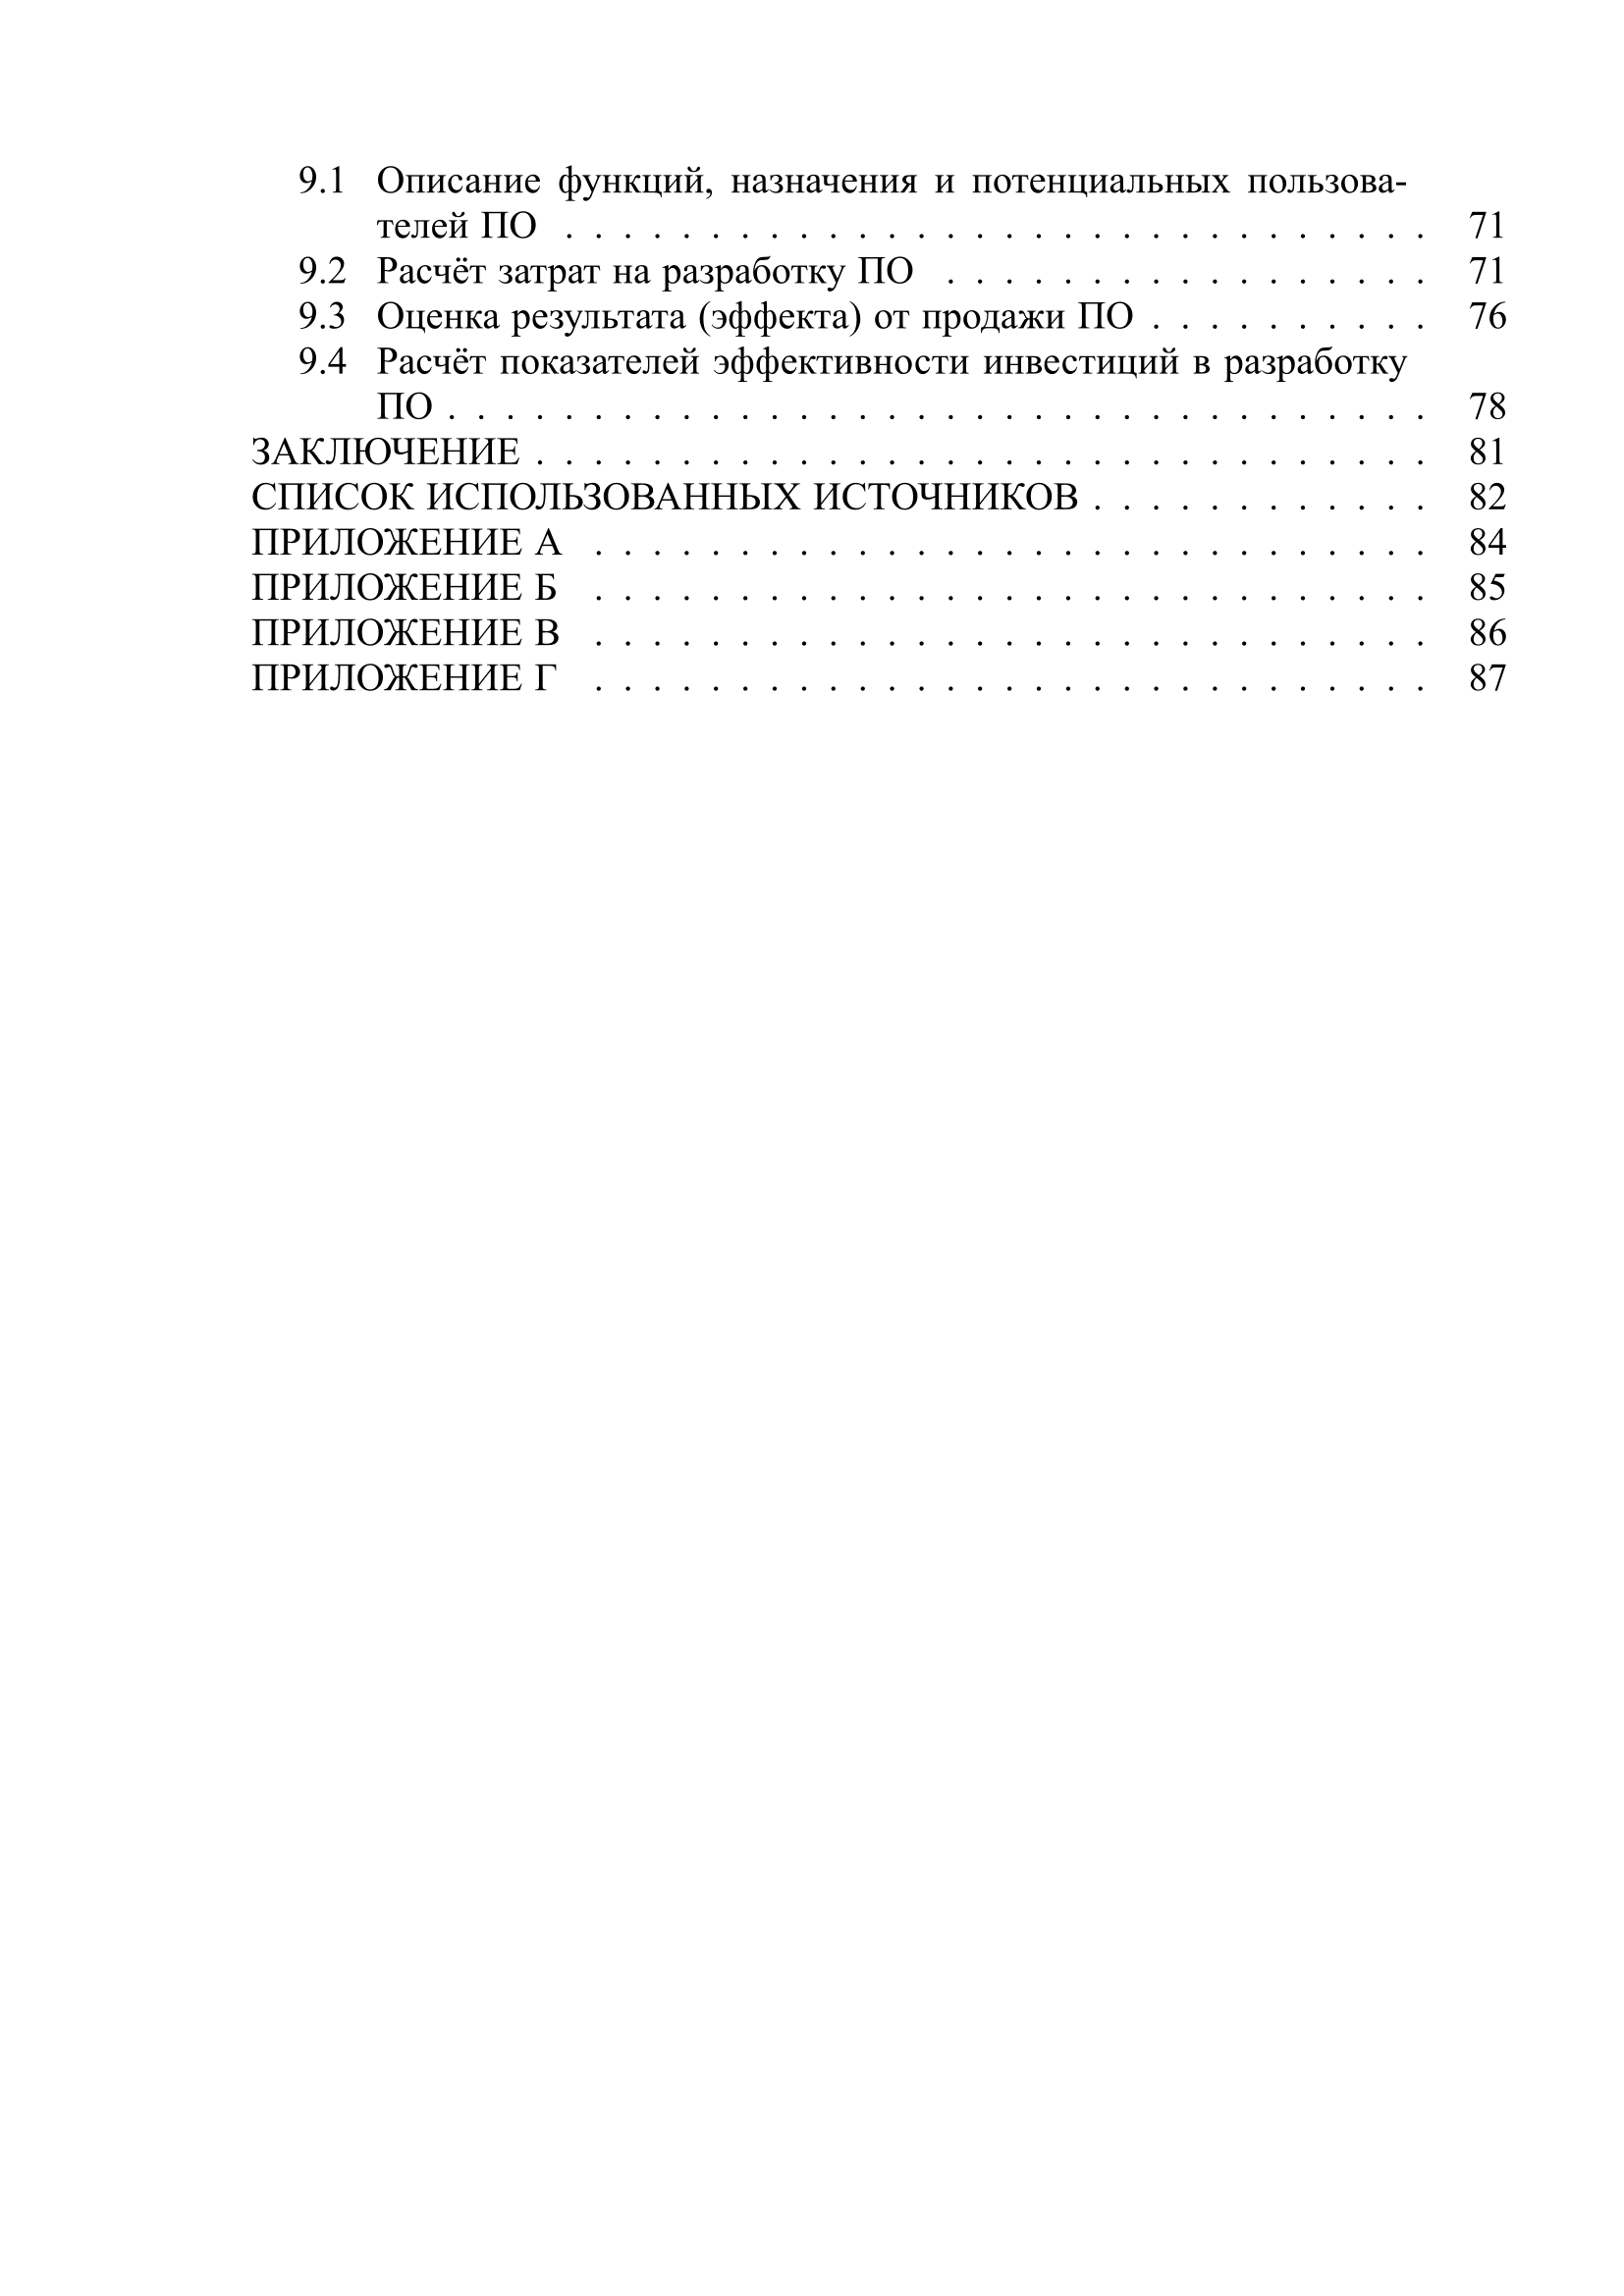 9.1 Описание функций, назначения и потенциальных пользова-
телей ПО . . . . . . . . . . . . . . . . . . . . . . . . . . . . . . 71
9.2 Расчёт затрат на разработку ПО . . . . . . . . . . . . . . . . . 71
9.3 Оценка результата (эффекта) от продажи ПО . . . . . . . . . . 76
9.4 Расчёт показателей эффективности инвестиций в разработку
ПО . . . . . . . . . . . . . . . . . . . . . . . . . . . . . . . . . . 78
ЗАКЛЮЧЕНИЕ . . . . . . . . . . . . . . . . . . . . . . . . . . . . . . . 81
СПИСОК ИСПОЛЬЗОВАННЫХ ИСТОЧНИКОВ . . . . . . . . . . . . 82
ПРИЛОЖЕНИЕ А . . . . . . . . . . . . . . . . . . . . . . . . . . . . . 84
ПРИЛОЖЕНИЕ Б . . . . . . . . . . . . . . . . . . . . . . . . . . . . . 85
ПРИЛОЖЕНИЕ В . . . . . . . . . . . . . . . . . . . . . . . . . . . . . 86
ПРИЛОЖЕНИЕ Г . . . . . . . . . . . . . . . . . . . . . . . . . . . . . 87